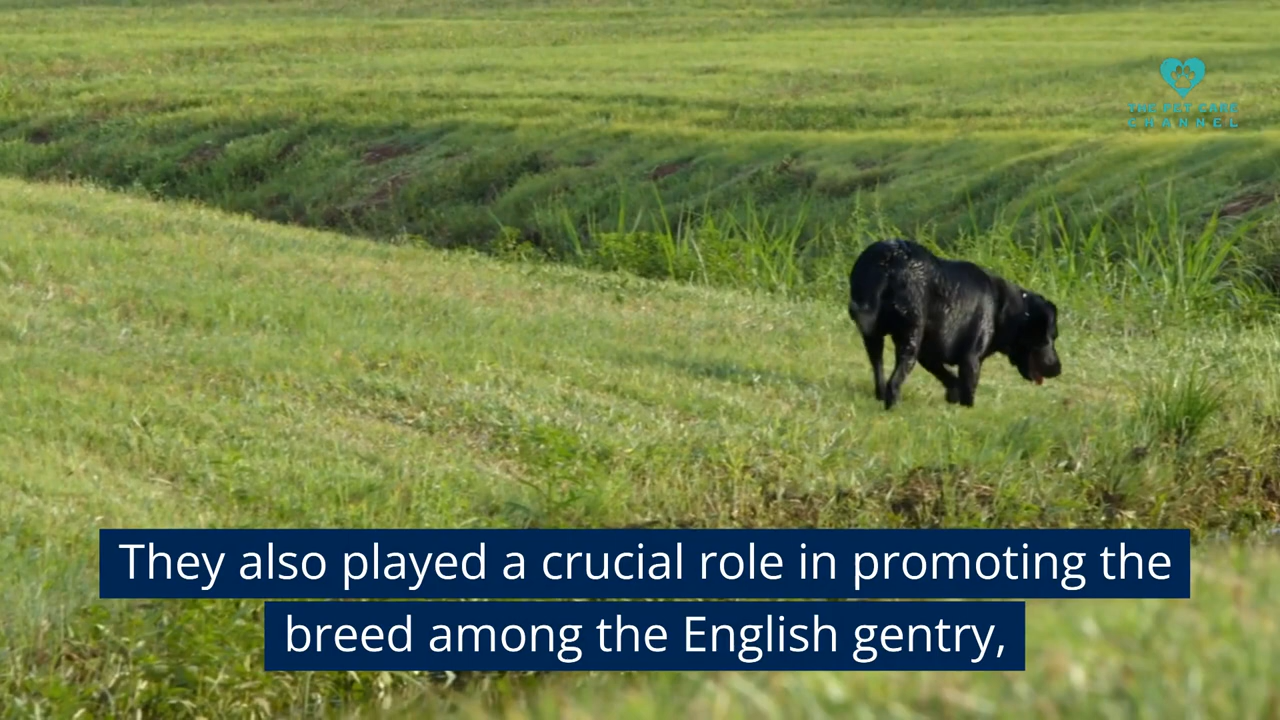 THE PET CARE
CHANNEL
They also played a crucial role in promoting the
breed among the English gentry,